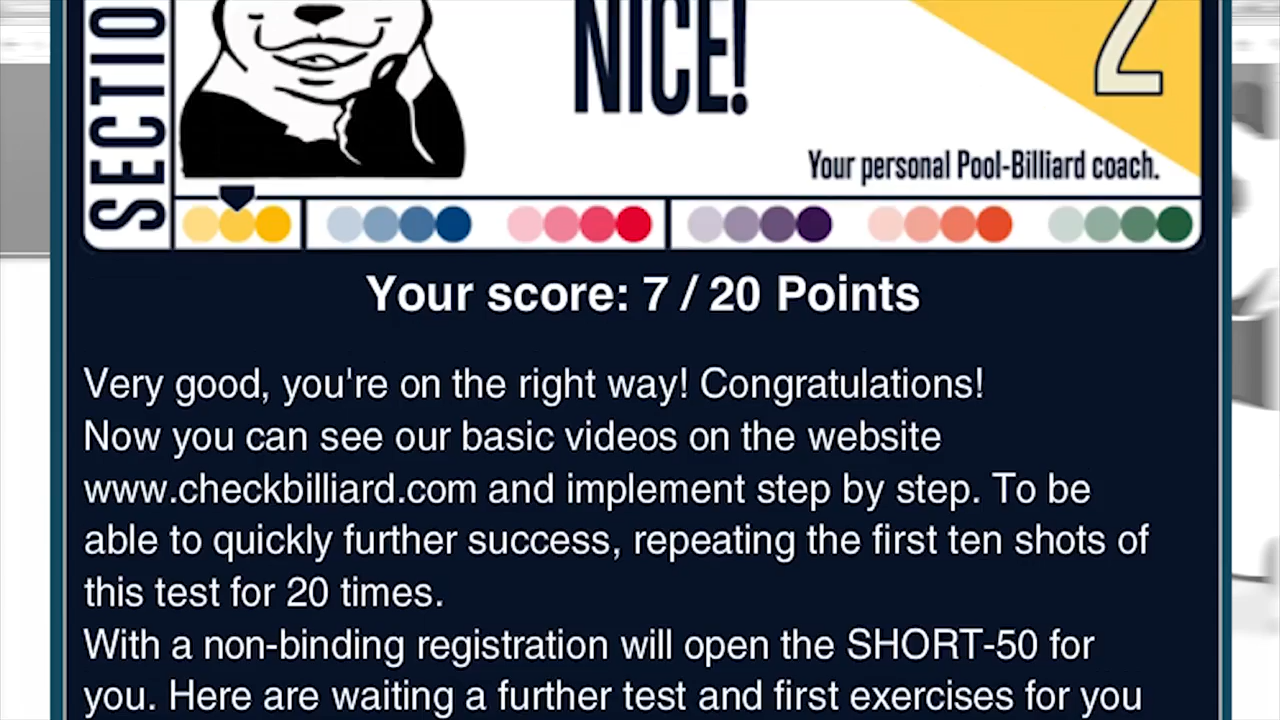 SECTIO
NICE!
2
Your personal Pool-Billiard coach.
Your score: 7 / 20 Points
Very good, you're on the right way! Congratulations!
Now you can see our basic videos on the website
www.checkbilliard.com and implement step by step. To be
able to quickly further success, repeating the first ten shots of
this test for 20 times.
With a non-binding registration will open the SHORT-50 for
you. Here are waiting a further test and first exercises for you